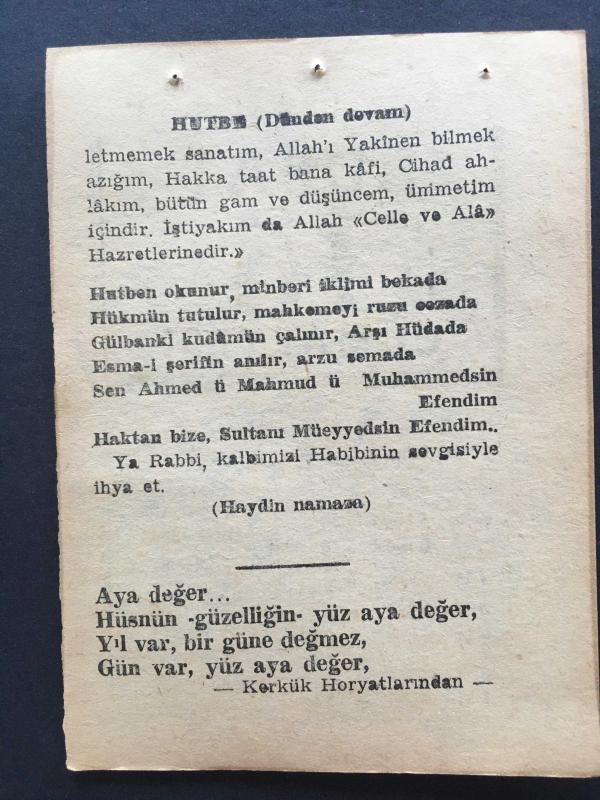 HUTBE (Dünden devam)
letmemek sanatım, Allah'ı Yakînen bilmek
azığım, Hakka taat bana kâfi, Cihad ah-
lâkım, bütün gam ve düşüncem, ümmetim
içindir. İştiyakım da Allah «Celle ve Alâ»
Hazretlerinedir.»
Hutben okunur, minberi iklimi bekada
Hükmün tutulur, mahkemeyi ruzu cezada
Gülbanki kudûmün çalınır, Arşı Hüdada
Esma-i şerifin anılır, arzu semada
Sen Ahmed ü Mahmud ü Muhammedsin
Efendim
Haktan bize, Sultanı Müeyyedsin Efendim..
Ya Rabbi, kalbimizi Habibinin sevgisiyle
ihya et.
(Haydin namaza)
Aya değer...
Hüsnün -güzelliğin- yüz aya değer,
Yıl var, bir güne değmez,
Gün var, yüz aya değer,
— Kerkük Horyatlarından —